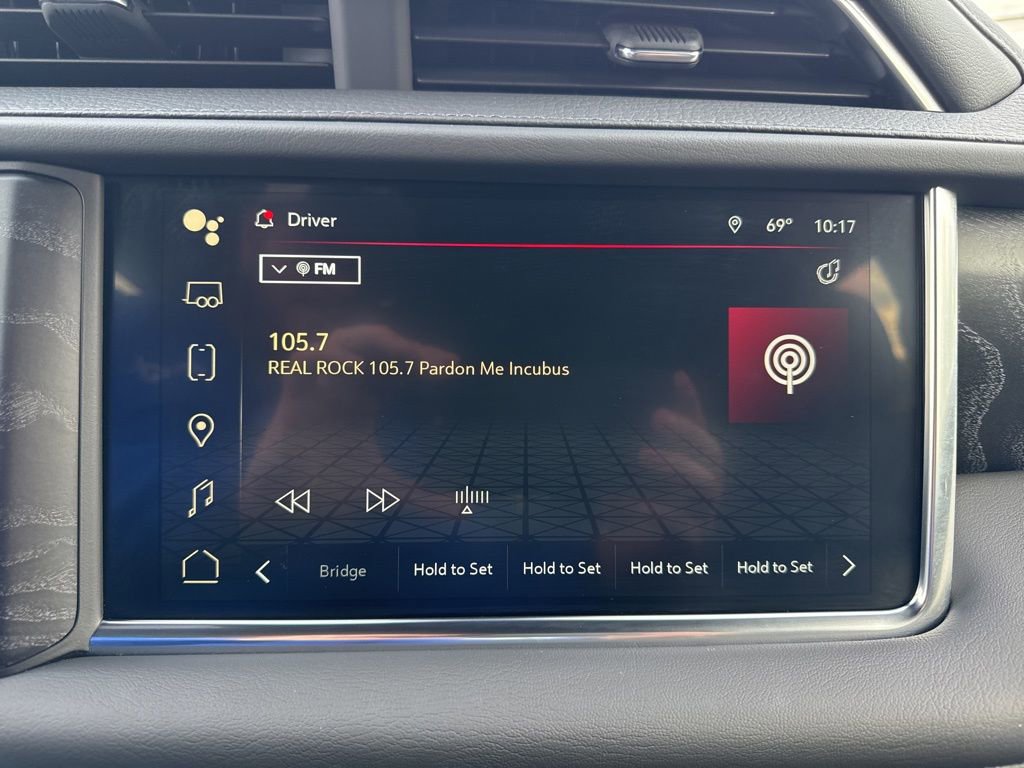 Driver 69° 10:17
FM
105.7
REAL ROCK 105.7 Pardon Me Incubus
Bridge Hold to Set Hold to Set Hold to Set Hold to Set